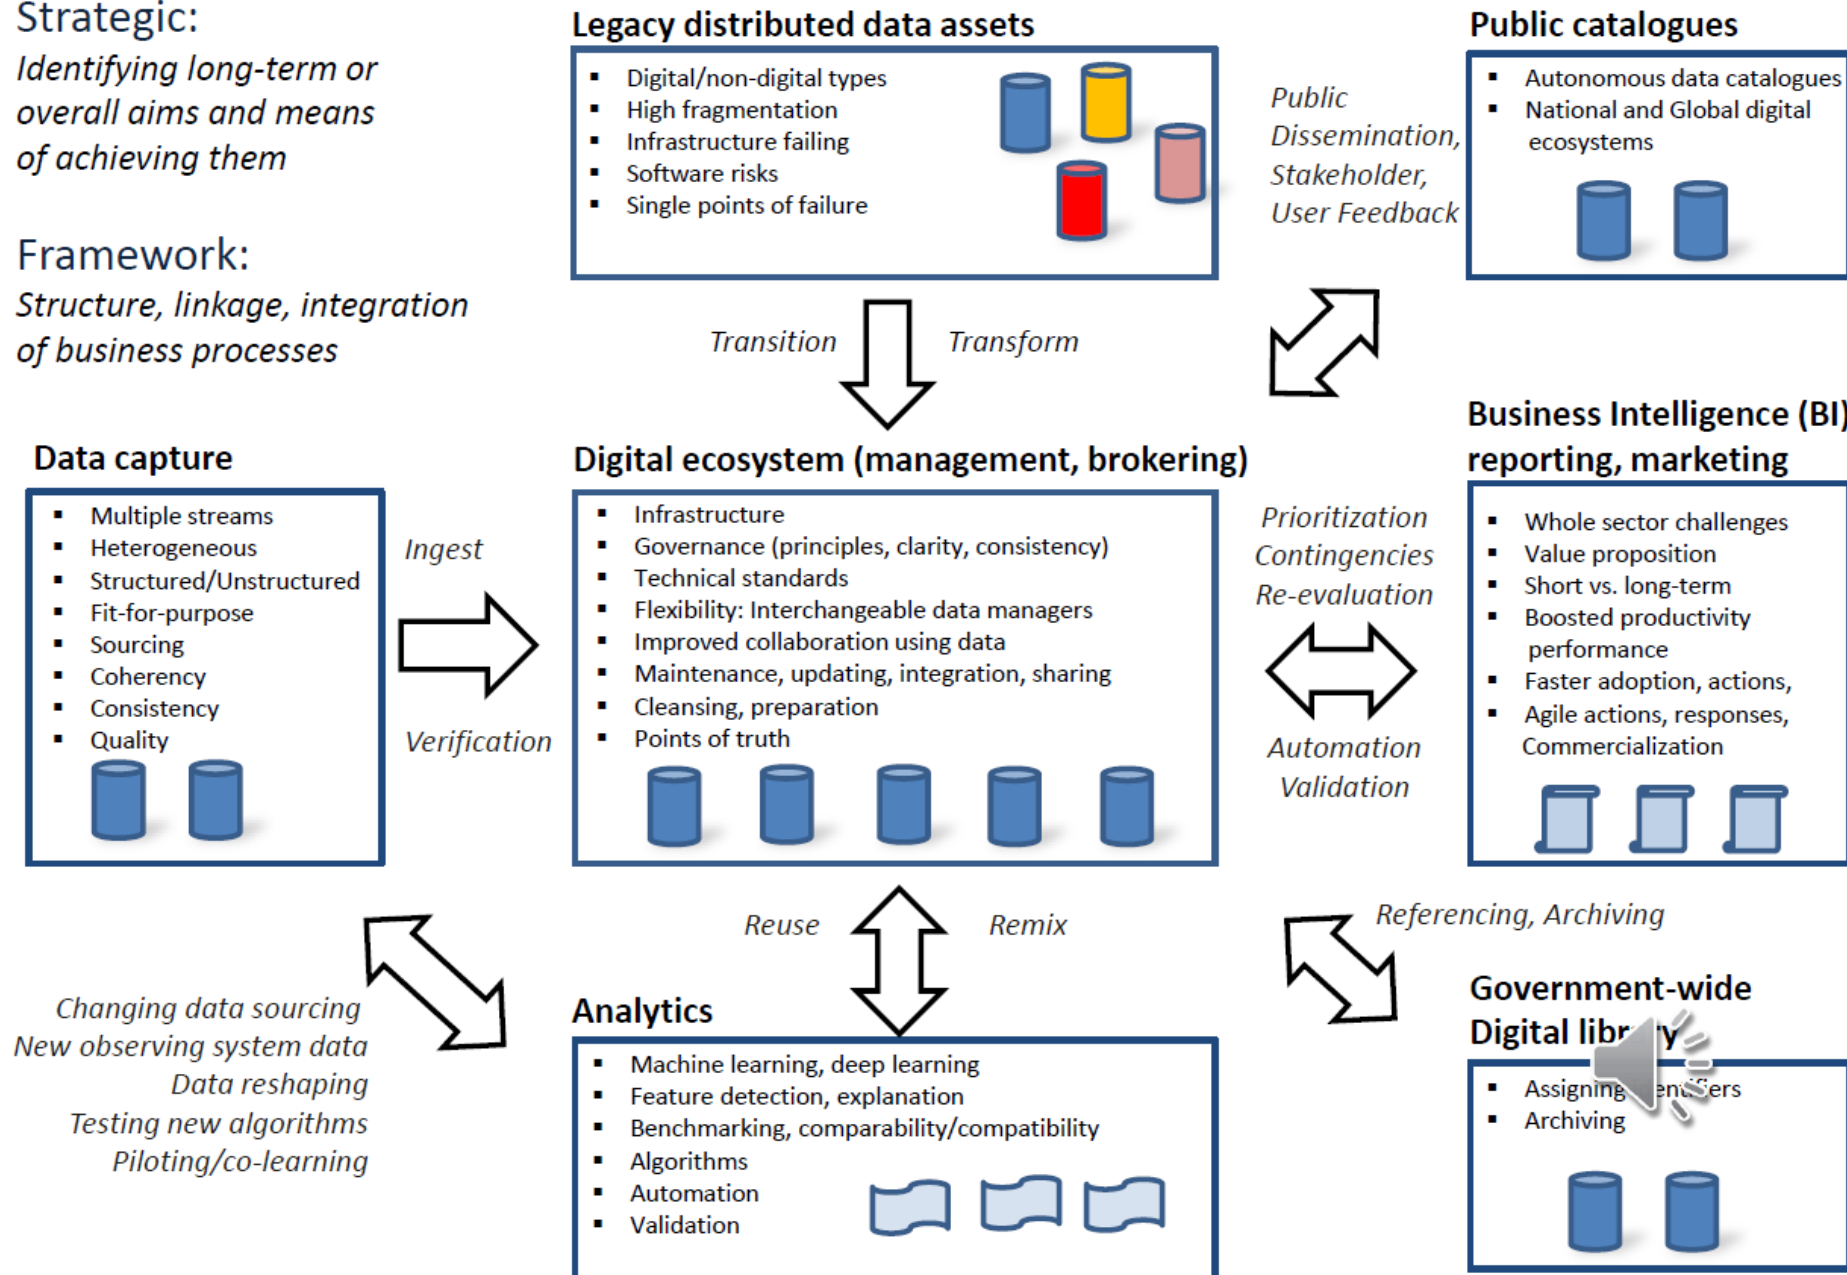 Strategic:
Identifying long-term or
overall aims and means
of achieving them
Framework:
Structure, linkage, integration
of business processes
Legacy distributed data assets
▪ Digital/non-digital types
▪ High fragmentation
▪ Infrastructure failing
▪ Software risks
▪ Single points of failure
Public
Dissemination,
Stakeholder,
User Feedback
Public catalogues
▪ Autonomous data catalogues
▪ National and Global digital
ecosystems
Transition
Transform
Data capture
▪ Multiple streams
▪ Heterogeneous
▪ Structured/Unstructured
▪ Fit-for-purpose
▪ Sourcing
▪ Coherency
▪ Consistency
▪ Quality
Ingest
Verification
Digital ecosystem (management, brokering)
▪ Infrastructure
▪ Governance (principles, clarity, consistency)
▪ Technical standards
▪ Flexibility: Interchangeable data managers
▪ Improved collaboration using data
▪ Maintenance, updating, integration, sharing
▪ Cleansing, preparation
▪ Points of truth
Prioritization
Contingencies
Re-evaluation
Automation
Validation
Business Intelligence (BI)
reporting, marketing
▪ Whole sector challenges
▪ Value proposition
▪ Short vs. long-term
▪ Boosted productivity
performance
▪ Faster adoption, actions,
▪ Agile actions, responses,
Commercialization
Reuse
Remix
Referencing, Archiving
Changing data sourcing
New observing system data
Data reshaping
Testing new algorithms
Piloting/co-learning
Analytics
▪ Machine learning, deep learning
▪ Feature detection, explanation
▪ Benchmarking, comparability/compatibility
▪ Algorithms
▪ Automation
▪ Validation
Government-wide
Digital library
▪ Assigning identifiers
▪ Archiving